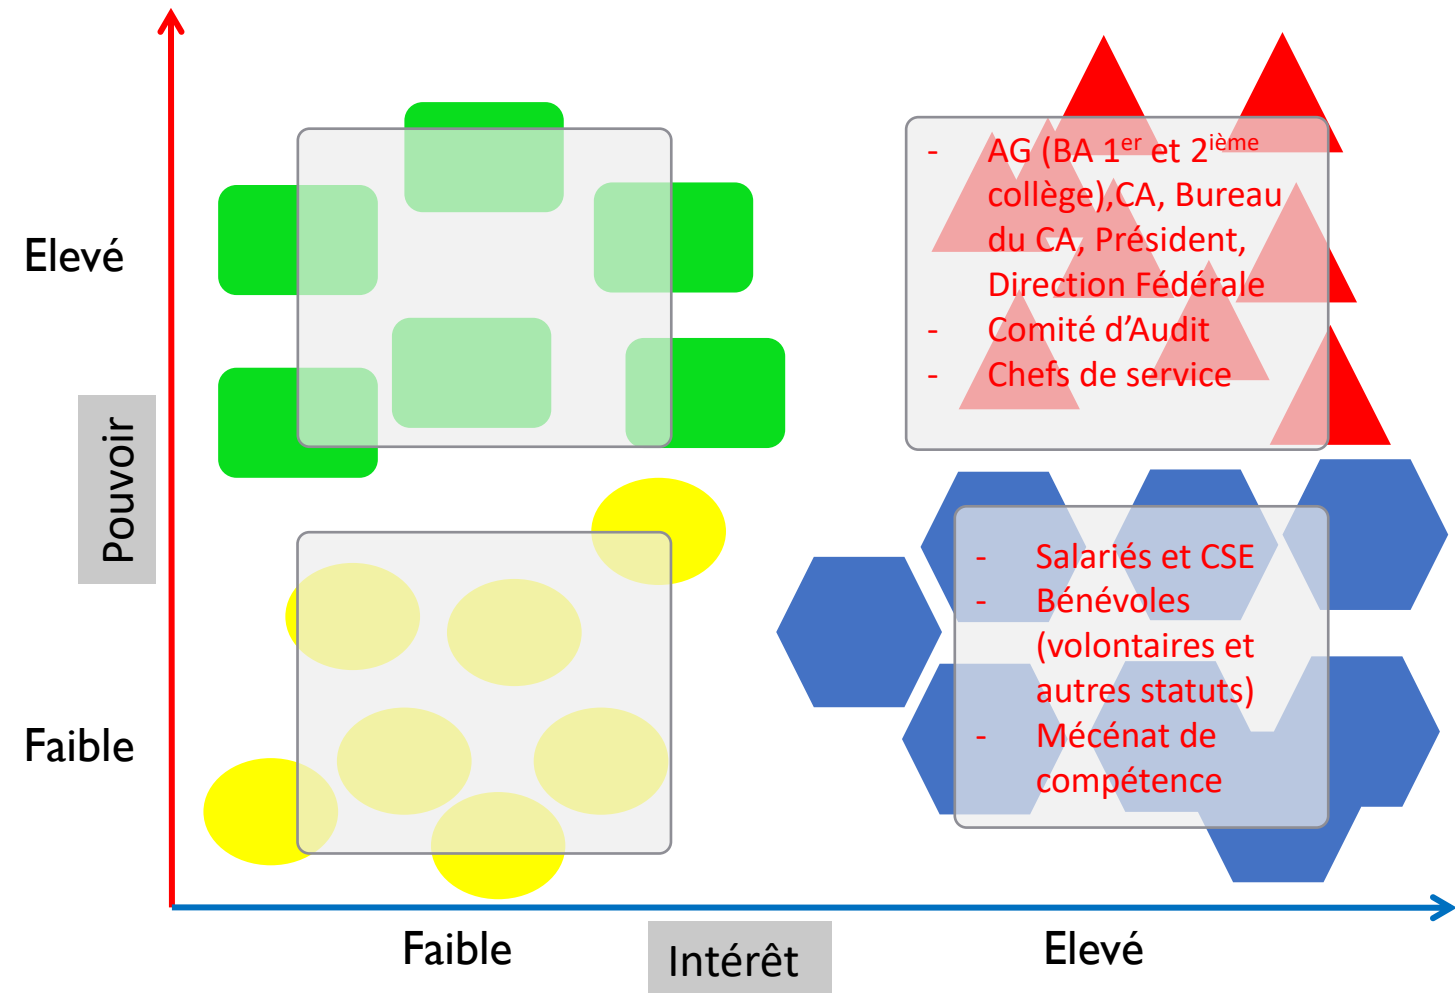 Elevé
Pouvoir
Faible
- AG (BA 1er et 2ième
collège),CA, Bureau
du CA, Président,
Direction Fédérale
- Comité d’Audit
- Chefs de service
- Salariés et CSE
- Bénévoles
(volontaires et
autres statuts)
- Mécénat de
compétence
Faible
Intérêt
Elevé